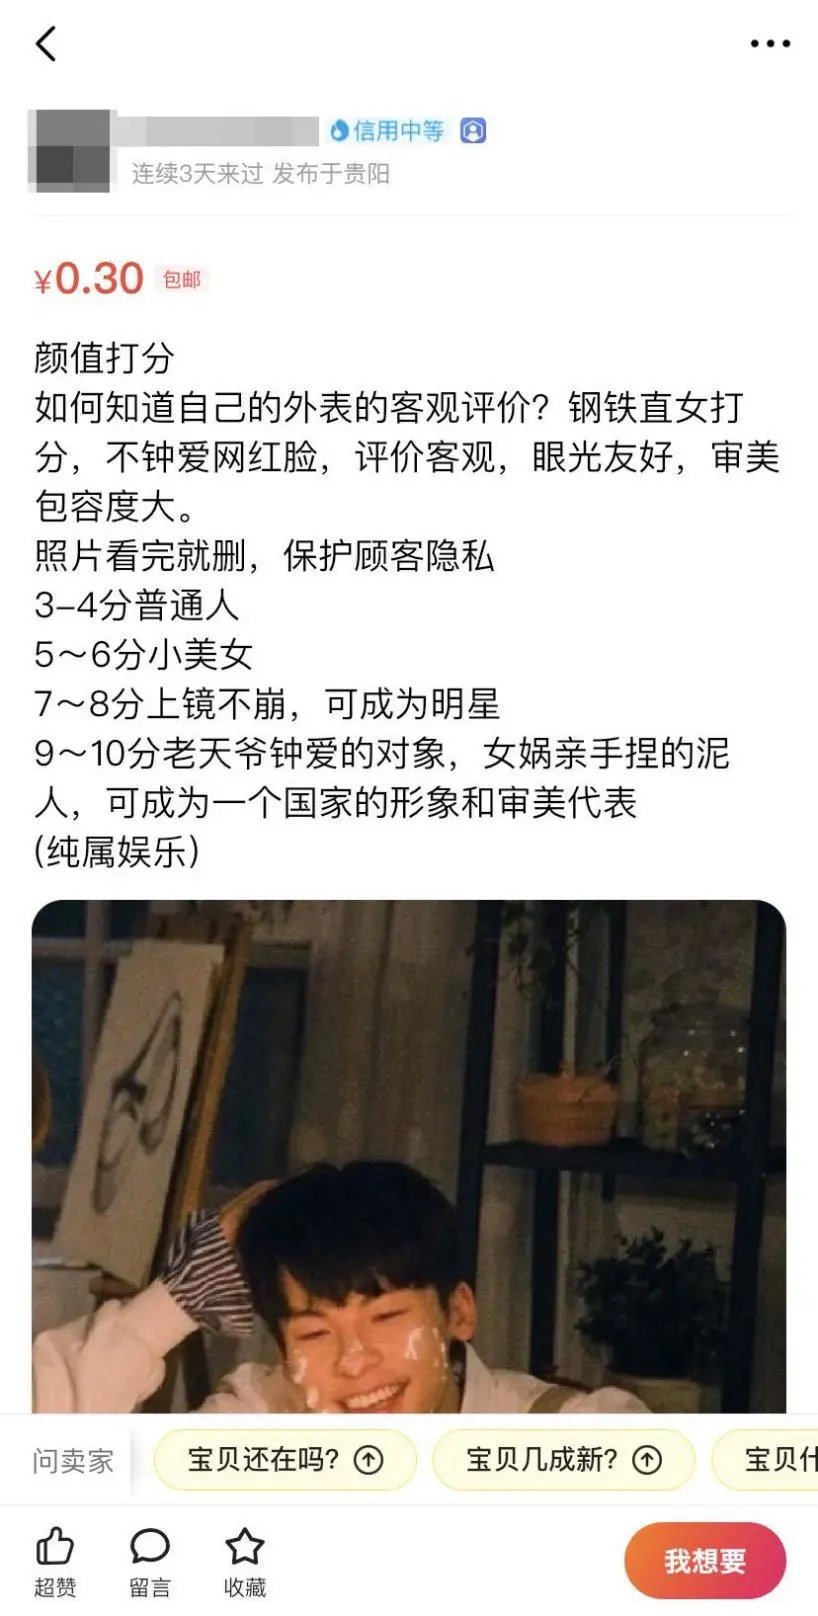 信用中等
连续3天来过 发布于贵阳
¥0.30 包邮
颜值打分
如何知道自己的外表的客观评价？钢铁直女打
分，不钟爱网红脸，评价客观，眼光友好，审美
包容度大。
照片看完就删，保护顾客隐私
3-4分普通人
5～6分小美女
7～8分上镜不崩，可成为明星
9～10分老天爷钟爱的对象，女娲亲手捏的泥
人，可成为一个国家的形象和审美代表
(纯属娱乐)
问卖家 宝贝还在吗？ 宝贝几成新？ 宝贝什
超赞 留言 收藏 我想要